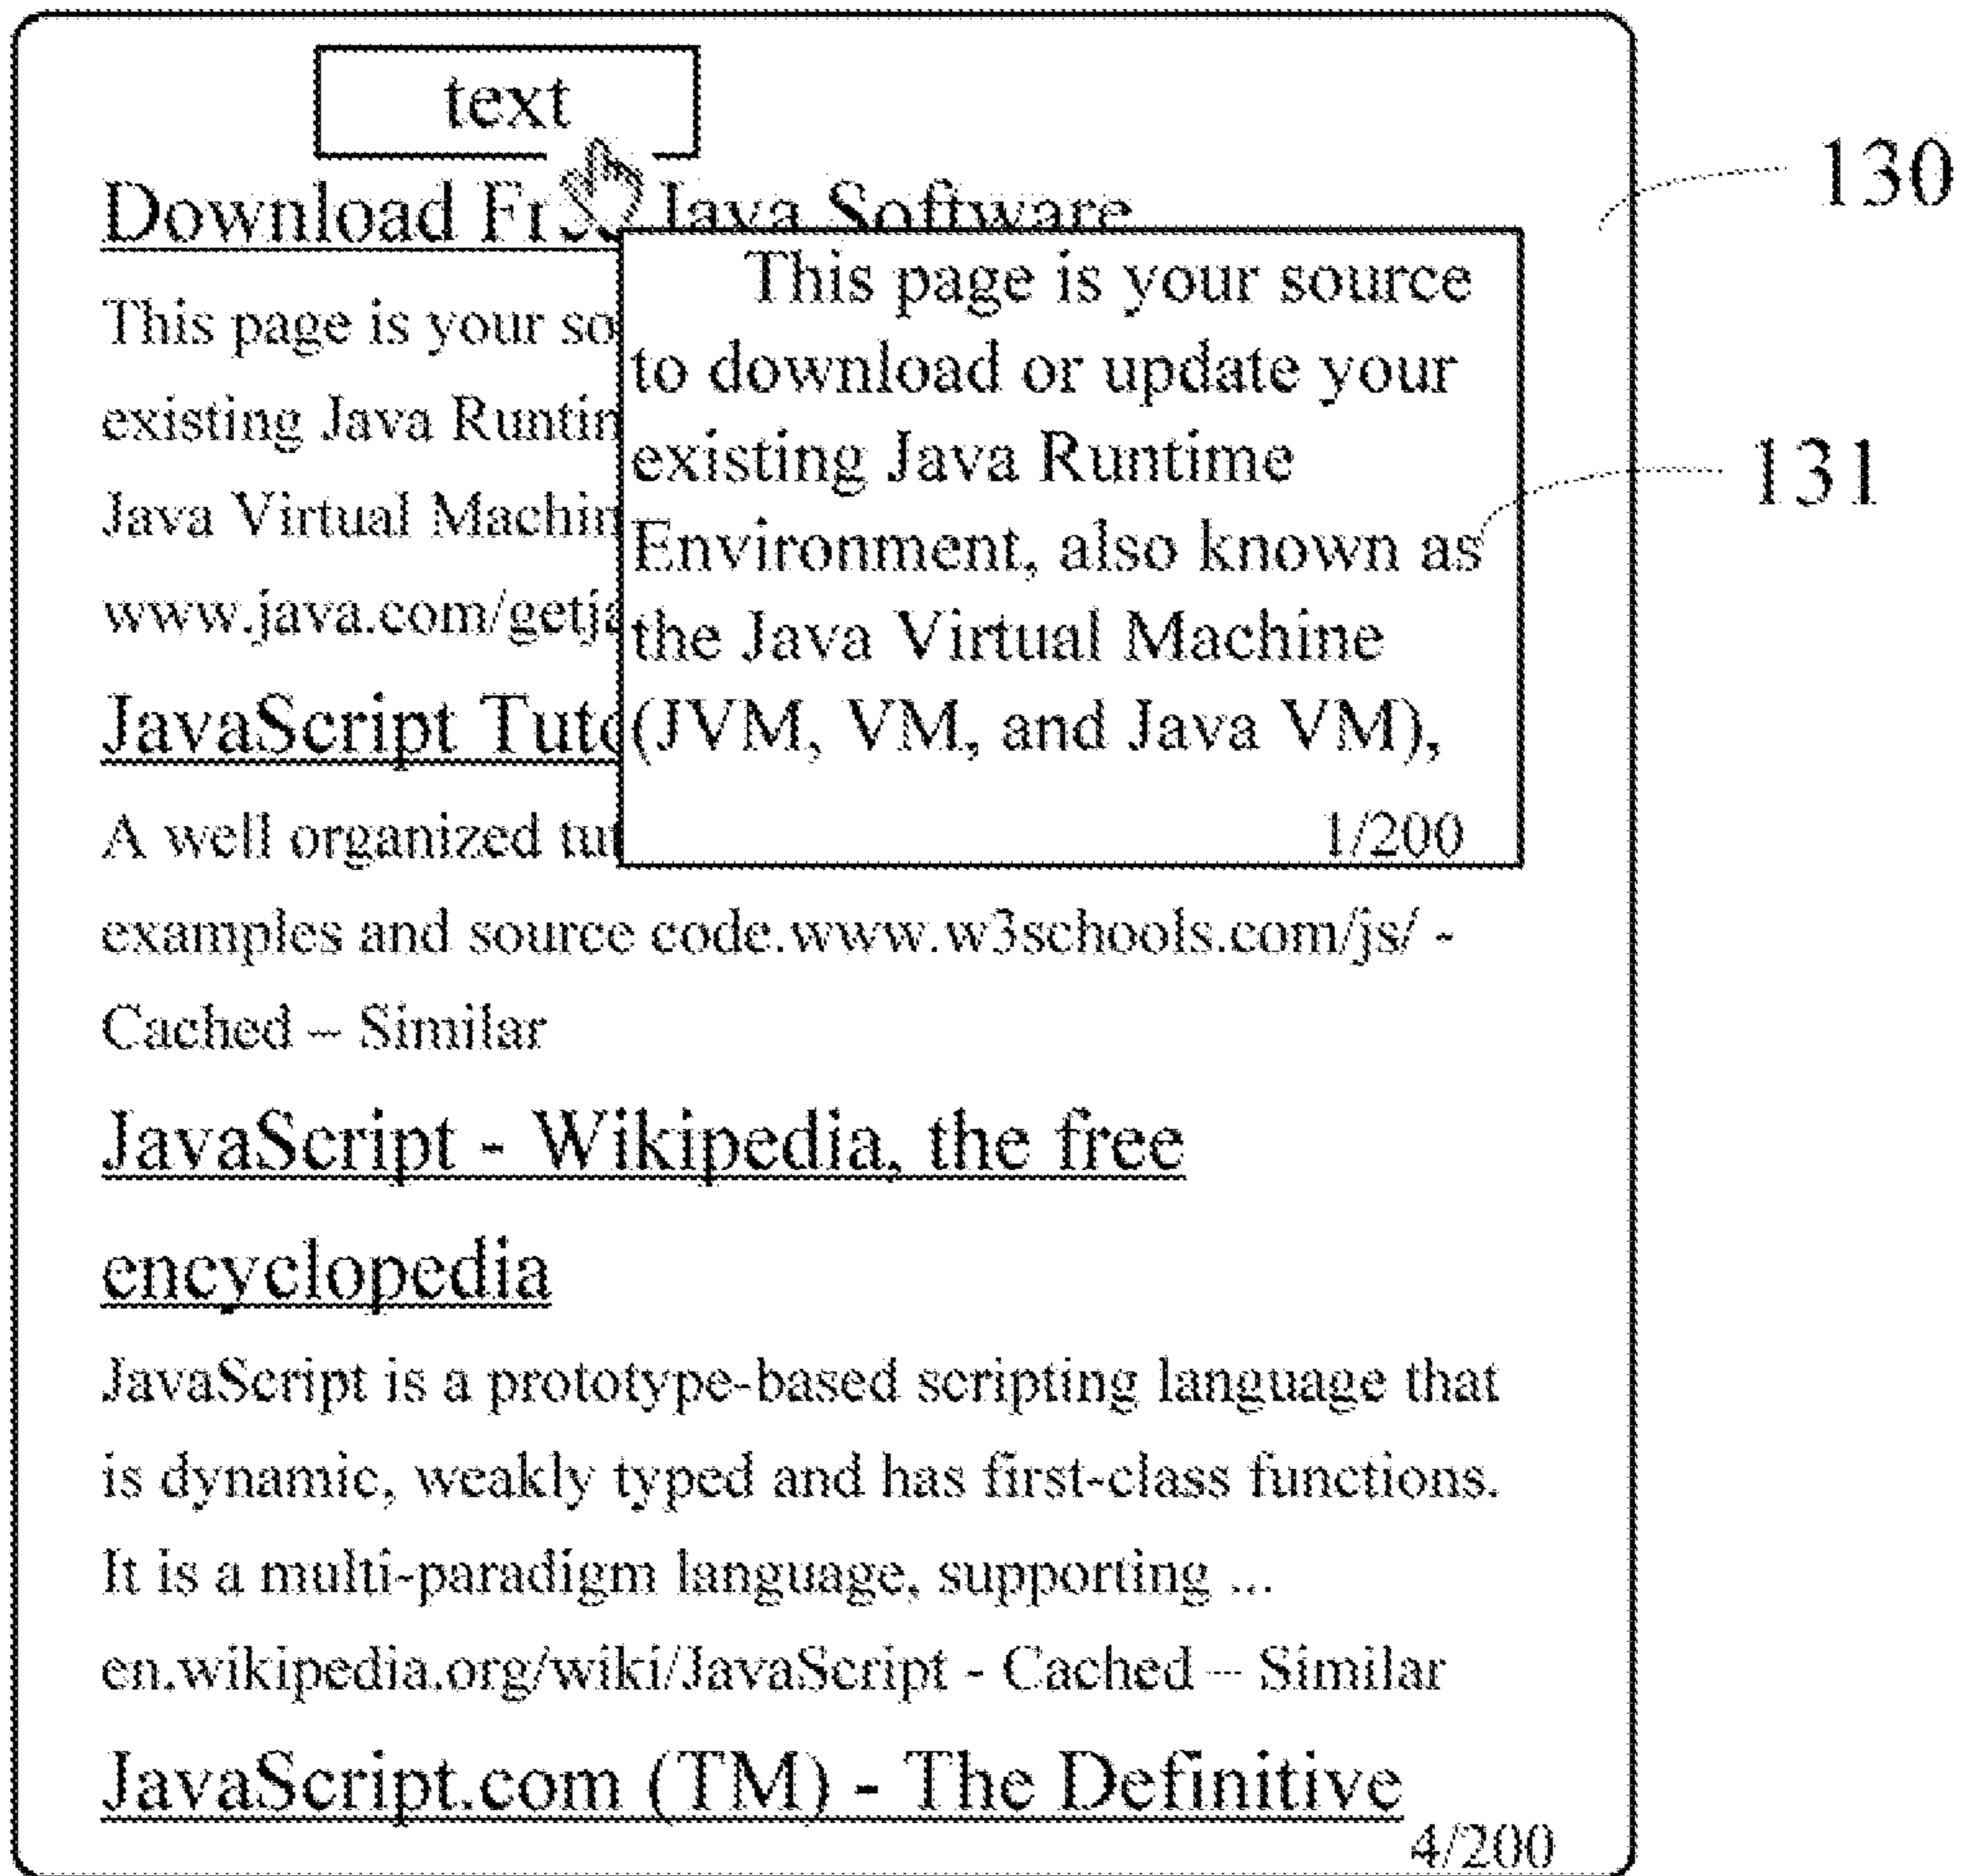 text
Download Fr Java Software
This page is your so
existing Java Runtin
Java Virtual Machin
www.java.com/getja
JavaScript Tuto
A well organized tut
examples and source code.www.w3schools.com/js/ -
Cached – Similar
JavaScript - Wikipedia, the free
encyclopedia
JavaScript is a prototype-based scripting language that
is dynamic, weakly typed and has first-class functions.
It is a multi-paradigm language, supporting ...
en.wikipedia.org/wiki/JavaScript - Cached – Similar
JavaScript.com (TM) - The Definitive
4/200
This page is your source
to download or update your
existing Java Runtime
Environment, also known as
the Java Virtual Machine
(JVM, VM, and Java VM),
1/200
130
131